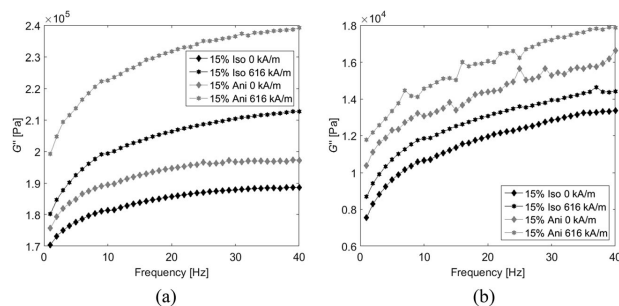 ×10⁵
2.4
2.3
2.2
2.1
2
1.9
1.8
1.7
G'' [Pa]
15% Iso 0 kA/m
15% Iso 616 kA/m
15% Ani 0 kA/m
15% Ani 616 kA/m
0 10 20 30 40
Frequency [Hz]
(a)
×10⁴
1.8
1.6
1.4
1.2
1
0.8
0.6
G'' [Pa]
15% Iso 0 kA/m
15% Iso 616 kA/m
15% Ani 0 kA/m
15% Ani 616 kA/m
0 10 20 30 40
Frequency [Hz]
(b)